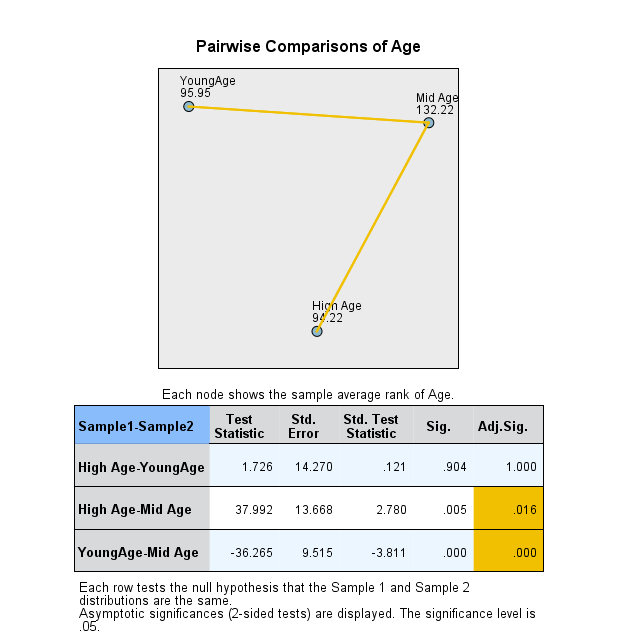 Pairwise Comparisons of Age
YoungAge
95.95
Mid Age
132.22
High Age
94.22
Each node shows the sample average rank of Age.
Sample1-Sample2 Test Statistic Std. Error Std. Test Statistic Sig. Adj.Sig.
High Age-YoungAge 1.726 14.270 .121 .904 1.000
High Age-Mid Age 37.992 13.668 2.780 .005 .016
YoungAge-Mid Age -36.265 9.515 -3.811 .000 .000
Each row tests the null hypothesis that the Sample 1 and Sample 2
distributions are the same.
Asymptotic significances (2-sided tests) are displayed. The significance level is
.05.